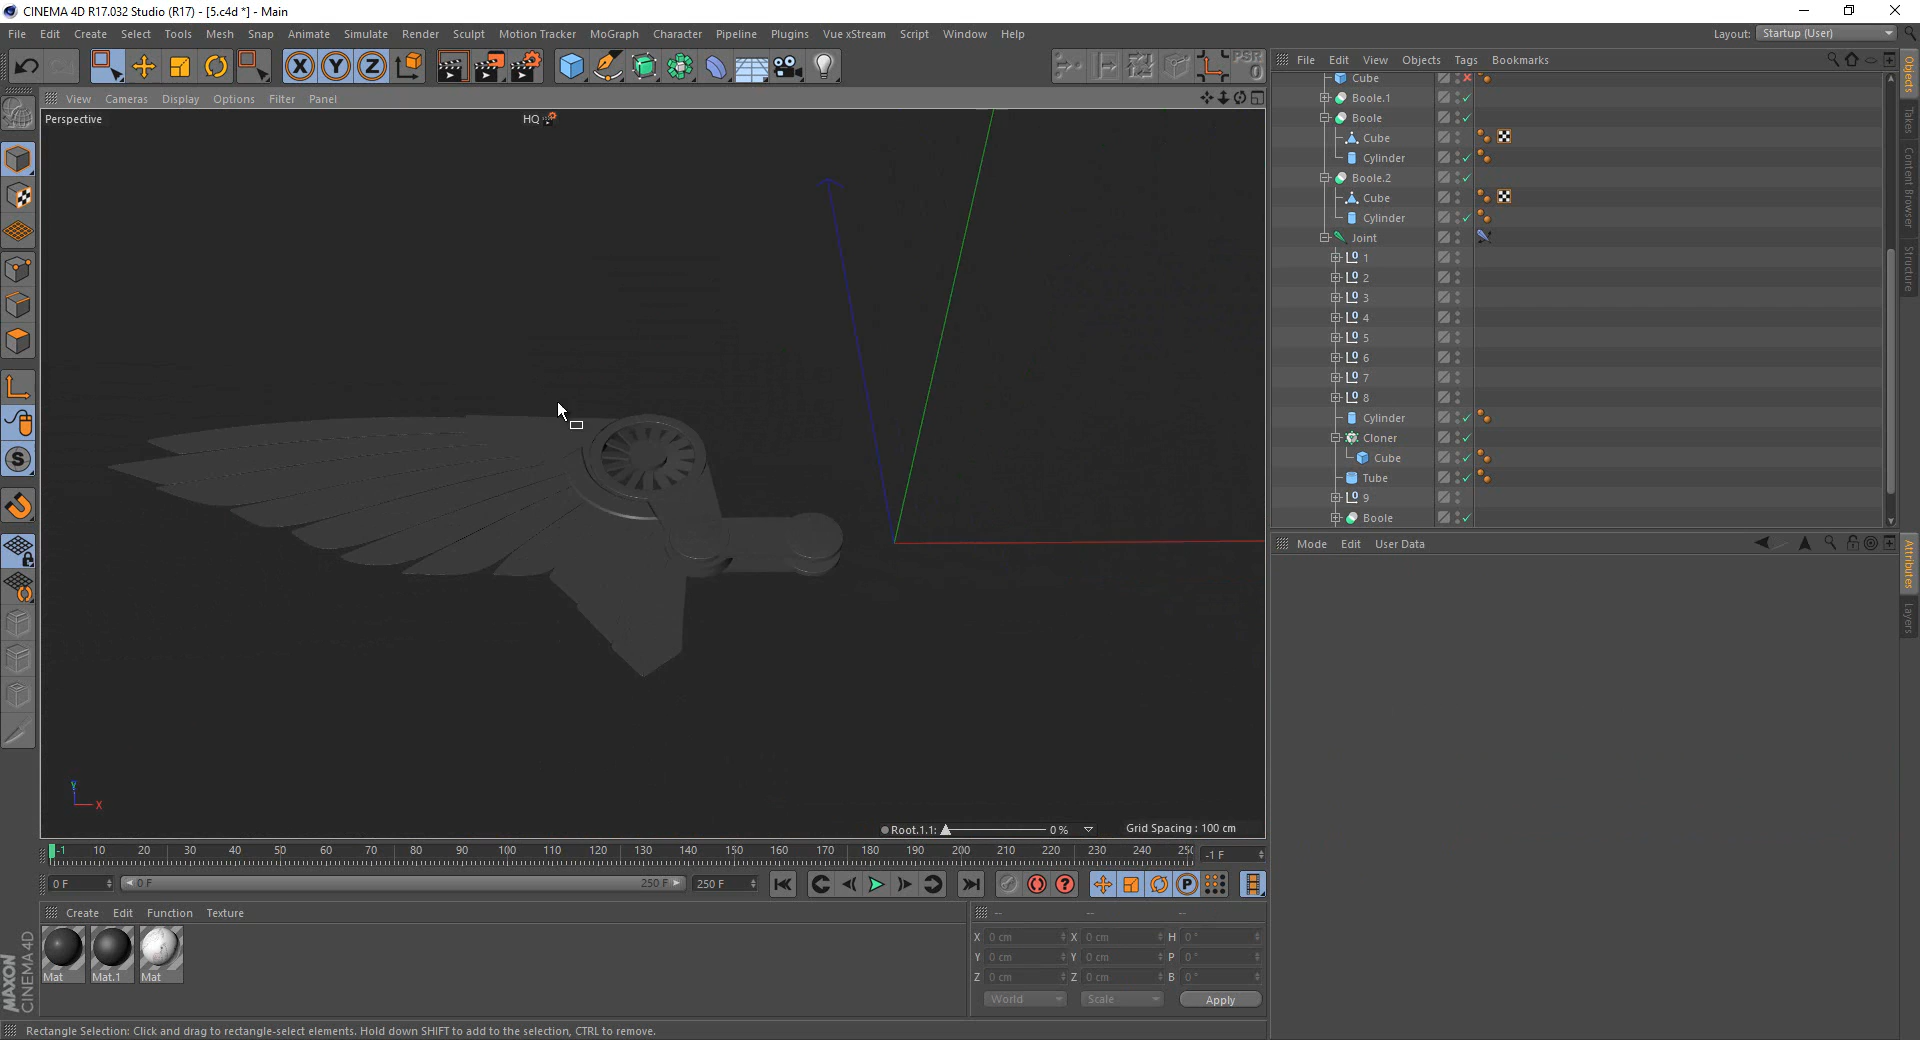 CINEMA 4D R17.032 Studio (R17) - [5.c4d *] - Main
File Edit Create Select Tools Mesh Snap Animate Simulate Render Sculpt Motion Tracker MoGraph Character Pipeline Plugins Vue xStream Script Window Help
Layout: Startup (User)
X Y Z
PSR
0
File Edit View Objects Tags Bookmarks
View Cameras Display Options Filter Panel
Perspective
HQ
Cube
Boole.1
Boole
Cube
Cylinder
Boole.2
Cube
Cylinder
Joint
1
2
3
4
5
6
7
8
Cylinder
Cloner
Cube
Tube
9
Boole
Objects
Takes
Content Browser
Structure
Mode Edit User Data
Attributes
Layers
S
Y
X
Root.1.1: 0 %
Grid Spacing : 100 cm
-1 10 20 30 40 50 60 70 80 90 100 110 120 130 140 150 160 170 180 190 200 210 220 230 240 250
-1 F
0 F
0 F 250 F
250 F
P
Create Edit Function Texture
Mat
Mat.1
Mat
-- -- --
X 0 cm X 0 cm H 0 °
Y 0 cm Y 0 cm P 0 °
Z 0 cm Z 0 cm B 0 °
World Scale Apply
MAXON
CINEMA 4D
Rectangle Selection: Click and drag to rectangle-select elements. Hold down SHIFT to add to the selection, CTRL to remove.